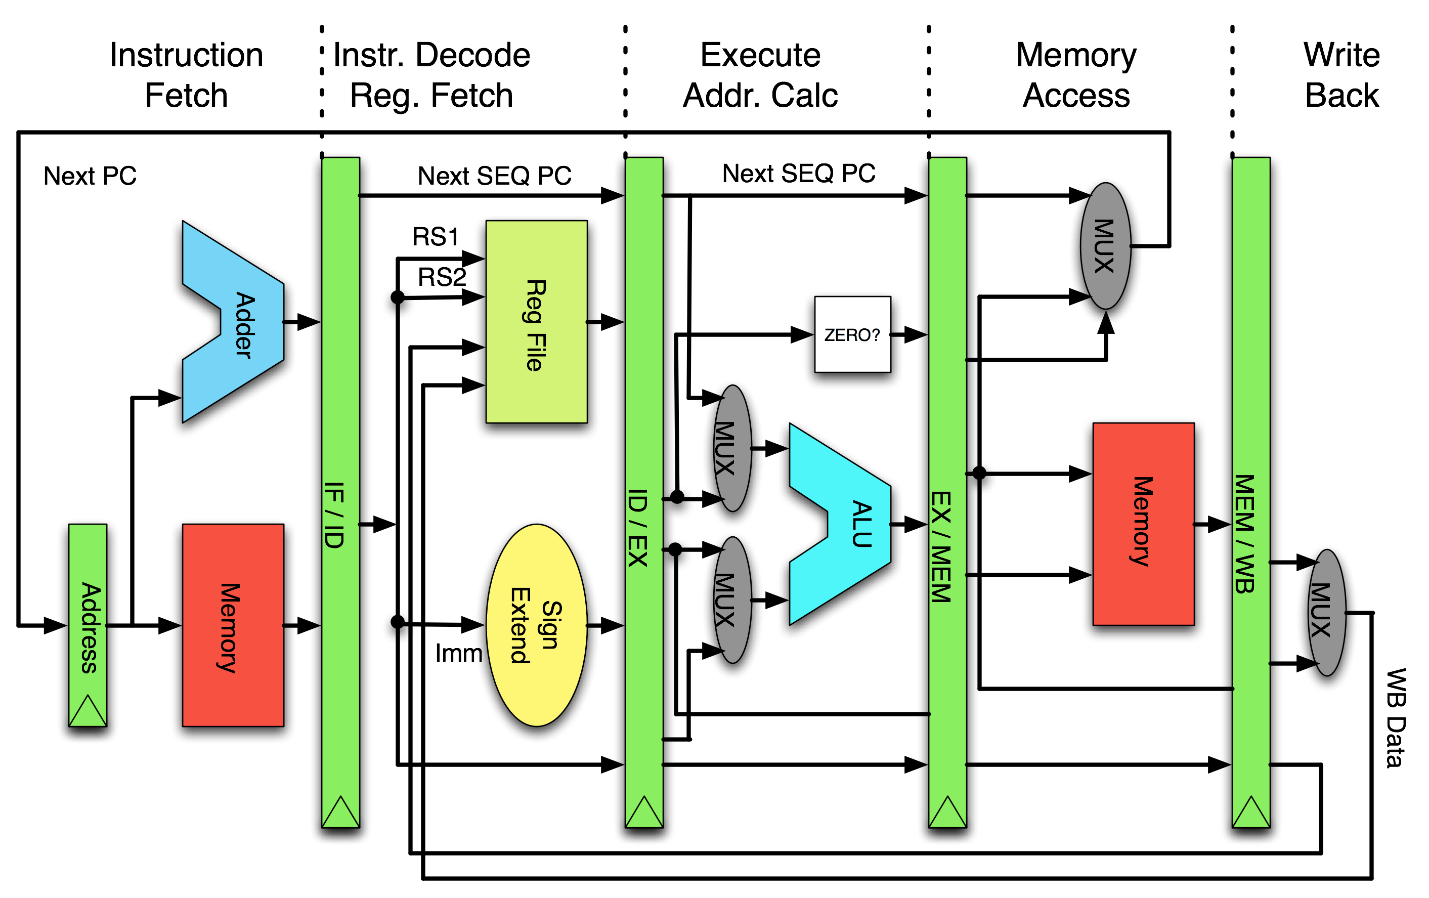 Instruction
Fetch
Instr. Decode
Reg. Fetch
Execute
Addr. Calc
Memory
Access
Write
Back
Next PC
Next SEQ PC
Next SEQ PC
RS1
RS2
Reg File
Adder
MUX
ZERO?
MUX
ALU
MUX
IF / ID
ID / EX
EX / MEM
MEM / WB
Memory
Address
Memory
Sign
Extend
Imm
MUX
WB Data